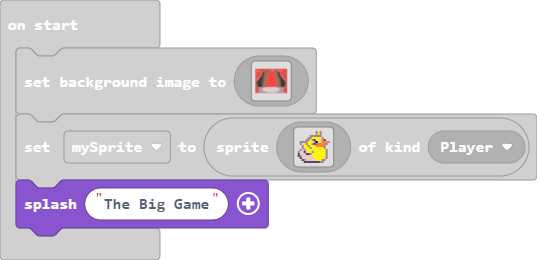 on start
set background image to
set mySprite to sprite of kind Player
splash "The Big Game"